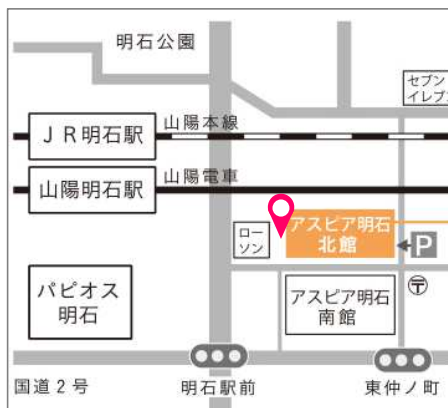 明石公園
セブン
イレブン
JR明石駅
山陽本線
山陽明石駅
山陽電車
ロー
ソン
アスピア明石
北館
P
パピオス
明石
アスピア明石
南館
〒
国道2号
明石駅前
東仲ノ町